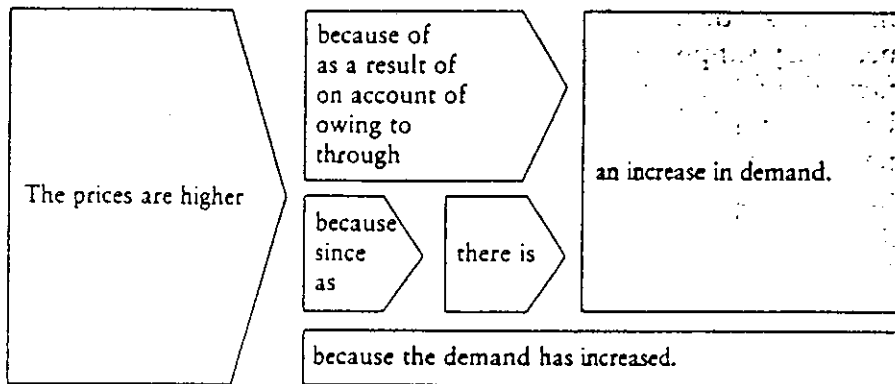 The prices are higher
because of
as a result of
on account of
owing to
through
because
since
as
there is
an increase in demand.
because the demand has increased.